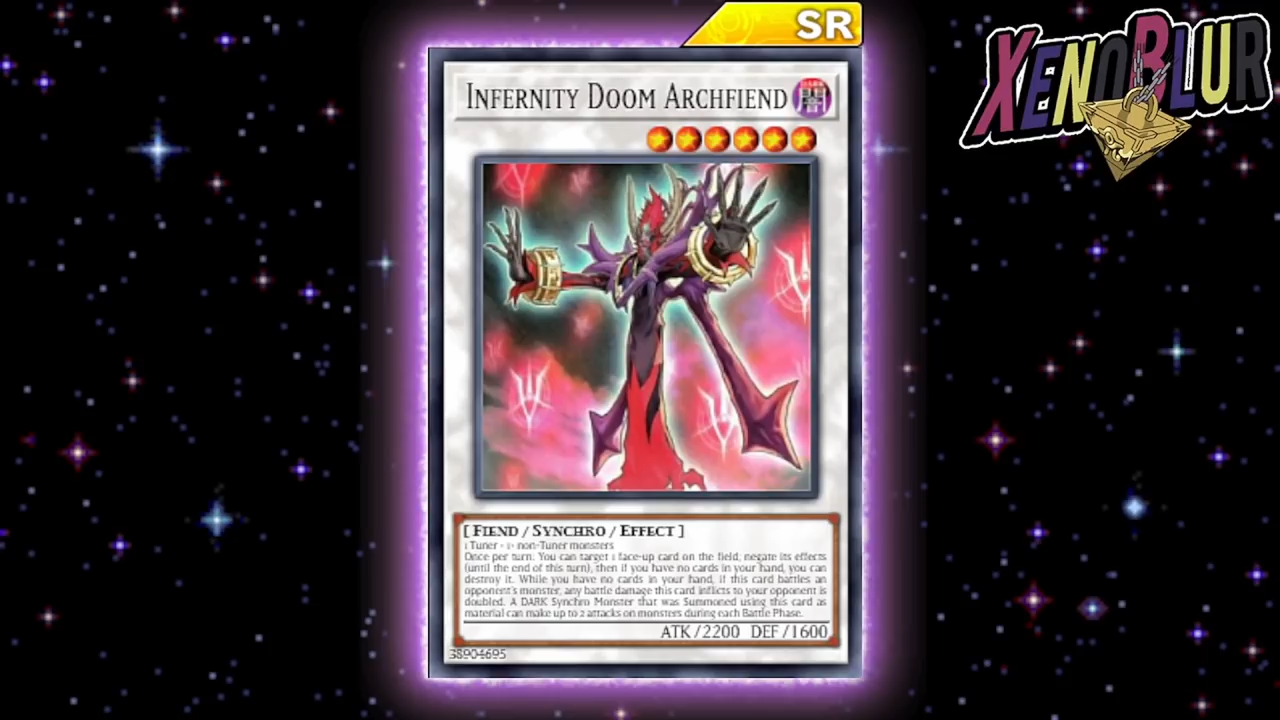 SR
XENOBLUR
INFERNITY DOOM ARCHFIEND
DARK
[ FIEND / SYNCHRO / EFFECT ]
1 Tuner + 1+ non-Tuner monsters
Once per turn: You can target 1 face-up card on the field; negate its effects
(until the end of this turn), then if you have no cards in your hand, you can
destroy it. While you have no cards in your hand, if this card battles an
opponent's monster, any battle damage this card inflicts to your opponent is
doubled. A DARK Synchro Monster that was Summoned using this card as
material can make up to 2 attacks on monsters during each Battle Phase.
ATK/2200 DEF/1600
38904695